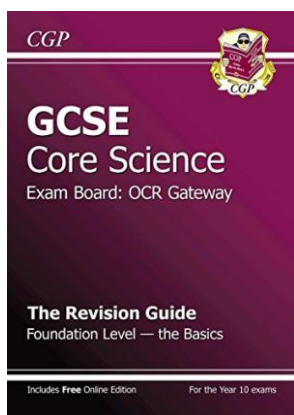 CGP
CGP
CGP
GCSE
Core Science
Exam Board: OCR Gateway
The Revision Guide
Foundation Level — the Basics
Includes Free Online Edition
For the Year 10 exams